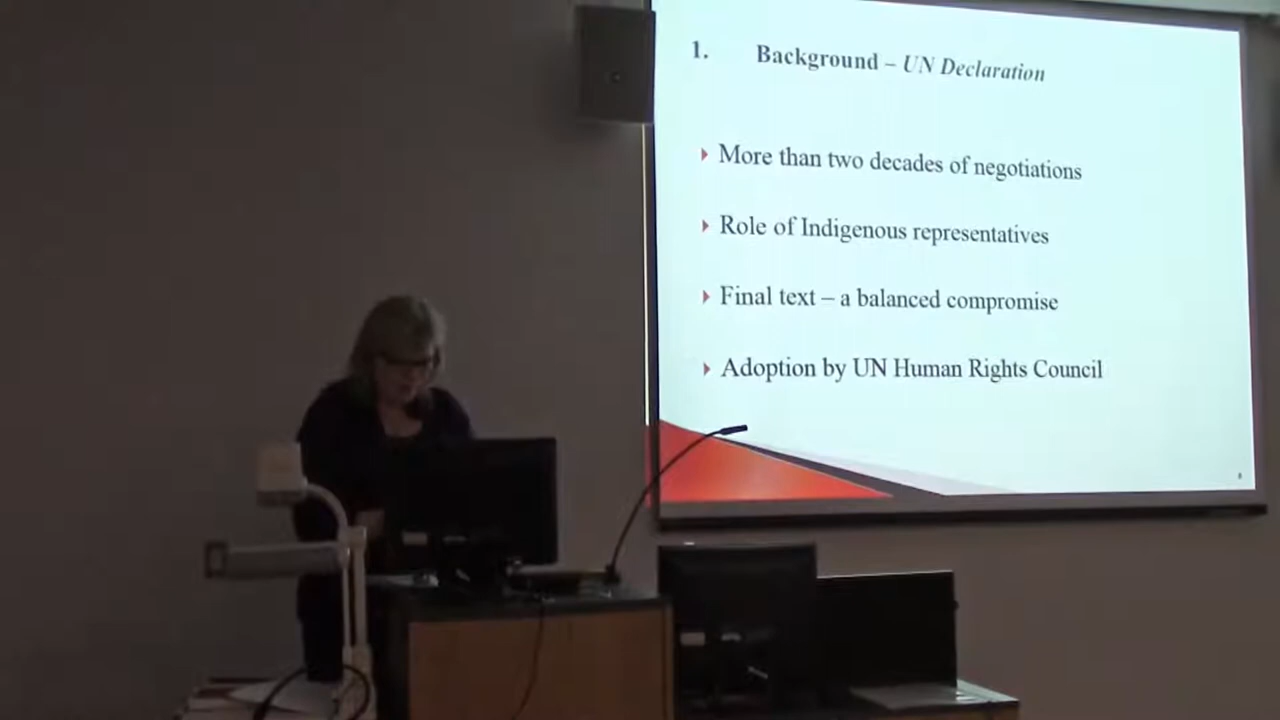 1. Background – UN Declaration
More than two decades of negotiations
Role of Indigenous representatives
Final text – a balanced compromise
Adoption by UN Human Rights Council